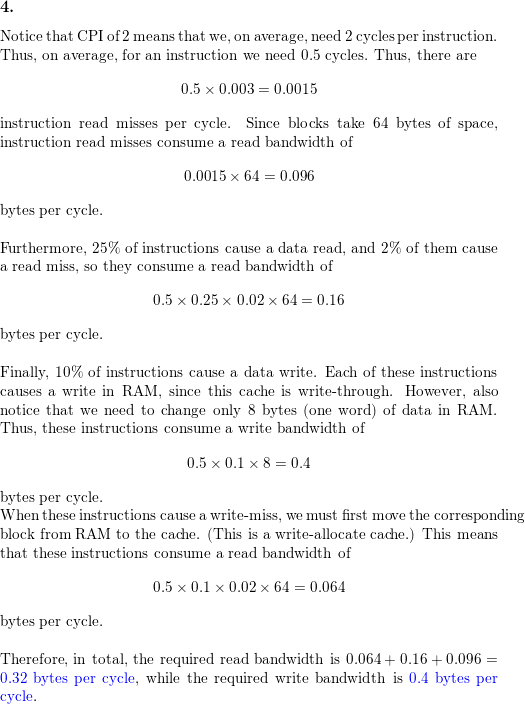 4.
Notice that CPI of 2 means that we, on average, need 2 cycles per instruction.
Thus, on average, for an instruction we need 0.5 cycles. Thus, there are
0.5 × 0.003 = 0.0015
instruction read misses per cycle. Since blocks take 64 bytes of space,
instruction read misses consume a read bandwidth of
0.0015 × 64 = 0.096
bytes per cycle.
Furthermore, 25% of instructions cause a data read, and 2% of them cause
a read miss, so they consume a read bandwidth of
0.5 × 0.25 × 0.02 × 64 = 0.16
bytes per cycle.
Finally, 10% of instructions cause a data write. Each of these instructions
causes a write in RAM, since this cache is write-through. However, also
notice that we need to change only 8 bytes (one word) of data in RAM.
Thus, these instructions consume a write bandwidth of
0.5 × 0.1 × 8 = 0.4
bytes per cycle.
When these instructions cause a write-miss, we must first move the corresponding
block from RAM to the cache. (This is a write-allocate cache.) This means
that these instructions consume a read bandwidth of
0.5 × 0.1 × 0.02 × 64 = 0.064
bytes per cycle.
Therefore, in total, the required read bandwidth is 0.064 + 0.16 + 0.096 =
0.32 bytes per cycle, while the required write bandwidth is 0.4 bytes per
cycle.